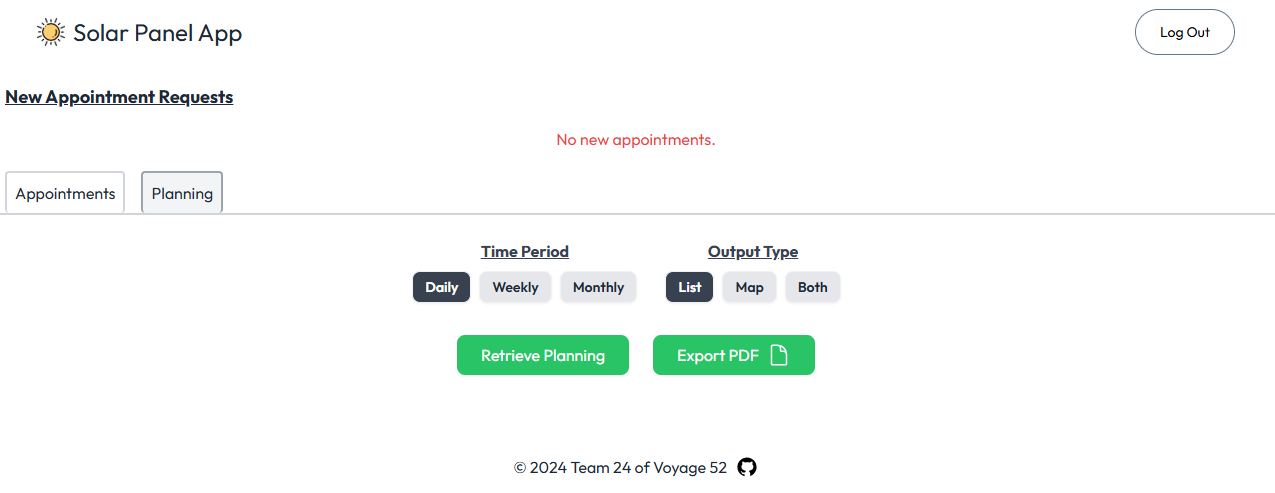 Solar Panel App
Log Out
New Appointment Requests
No new appointments.
Appointments Planning
Time Period Output Type
Daily Weekly Monthly List Map Both
Retrieve Planning Export PDF
© 2024 Team 24 of Voyage 52